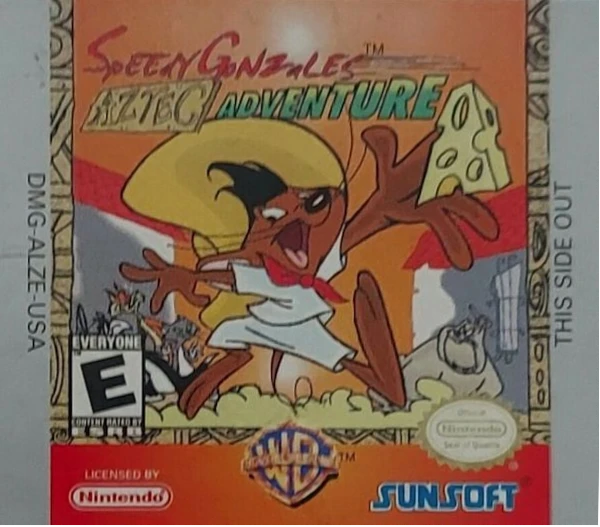 SPEEDY GONZALES™
AZTEC ADVENTURE
DMG-ALZE-USA
THIS SIDE OUT
EVERYONE
E
CONTENT RATED BY
ESRB
Nintendo
Seal of Quality
WB™
LICENSED BY
Nintendo®
SUNSOFT®